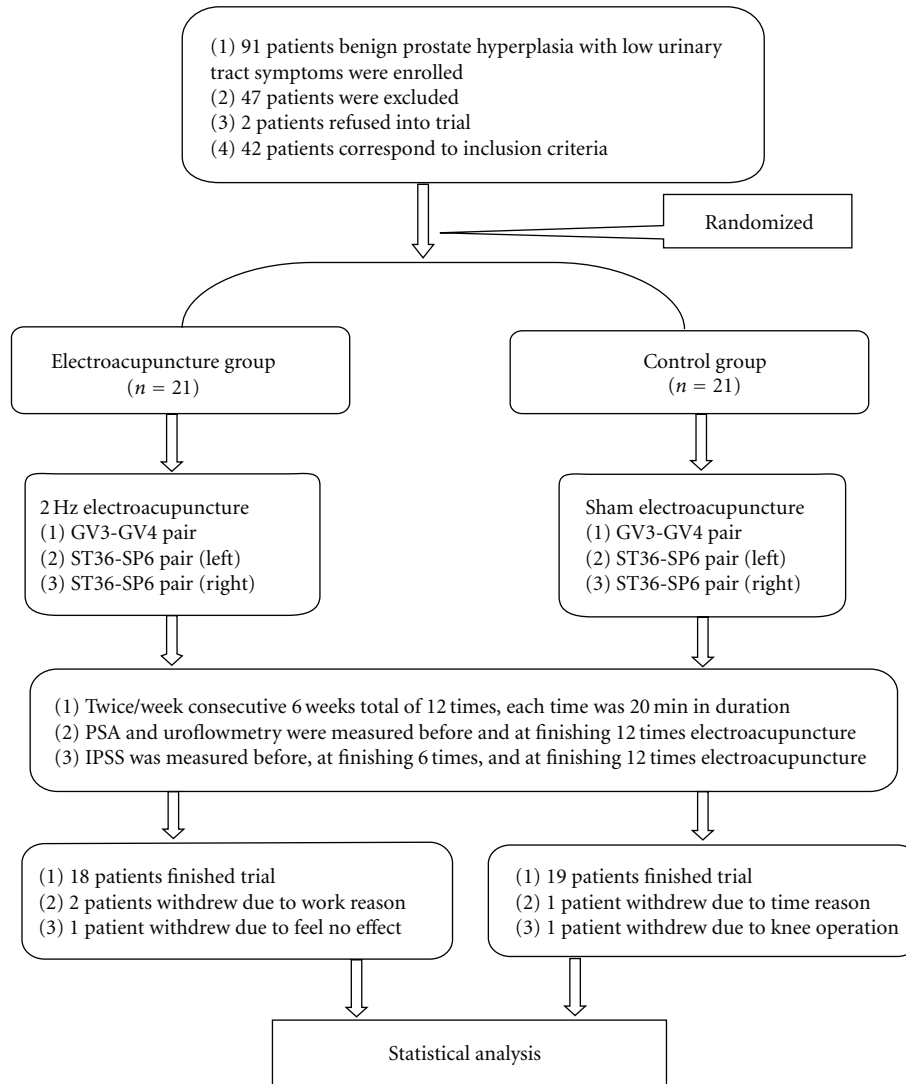 (1) 91 patients benign prostate hyperplasia with low urinary
tract symptoms were enrolled
(2) 47 patients were excluded
(3) 2 patients refused into trial
(4) 42 patients correspond to inclusion criteria
Randomized
Electroacupuncture group
(n = 21)
Control group
(n = 21)
2 Hz electroacupuncture
(1) GV3-GV4 pair
(2) ST36-SP6 pair (left)
(3) ST36-SP6 pair (right)
Sham electroacupuncture
(1) GV3-GV4 pair
(2) ST36-SP6 pair (left)
(3) ST36-SP6 pair (right)
(1) Twice/week consecutive 6 weeks total of 12 times, each time was 20 min in duration
(2) PSA and uroflowmetry were measured before and at finishing 12 times electroacupuncture
(3) IPSS was measured before, at finishing 6 times, and at finishing 12 times electroacupuncture
(1) 18 patients finished trial
(2) 2 patients withdrew due to work reason
(3) 1 patient withdrew due to feel no effect
(1) 19 patients finished trial
(2) 1 patient withdrew due to time reason
(3) 1 patient withdrew due to knee operation
Statistical analysis